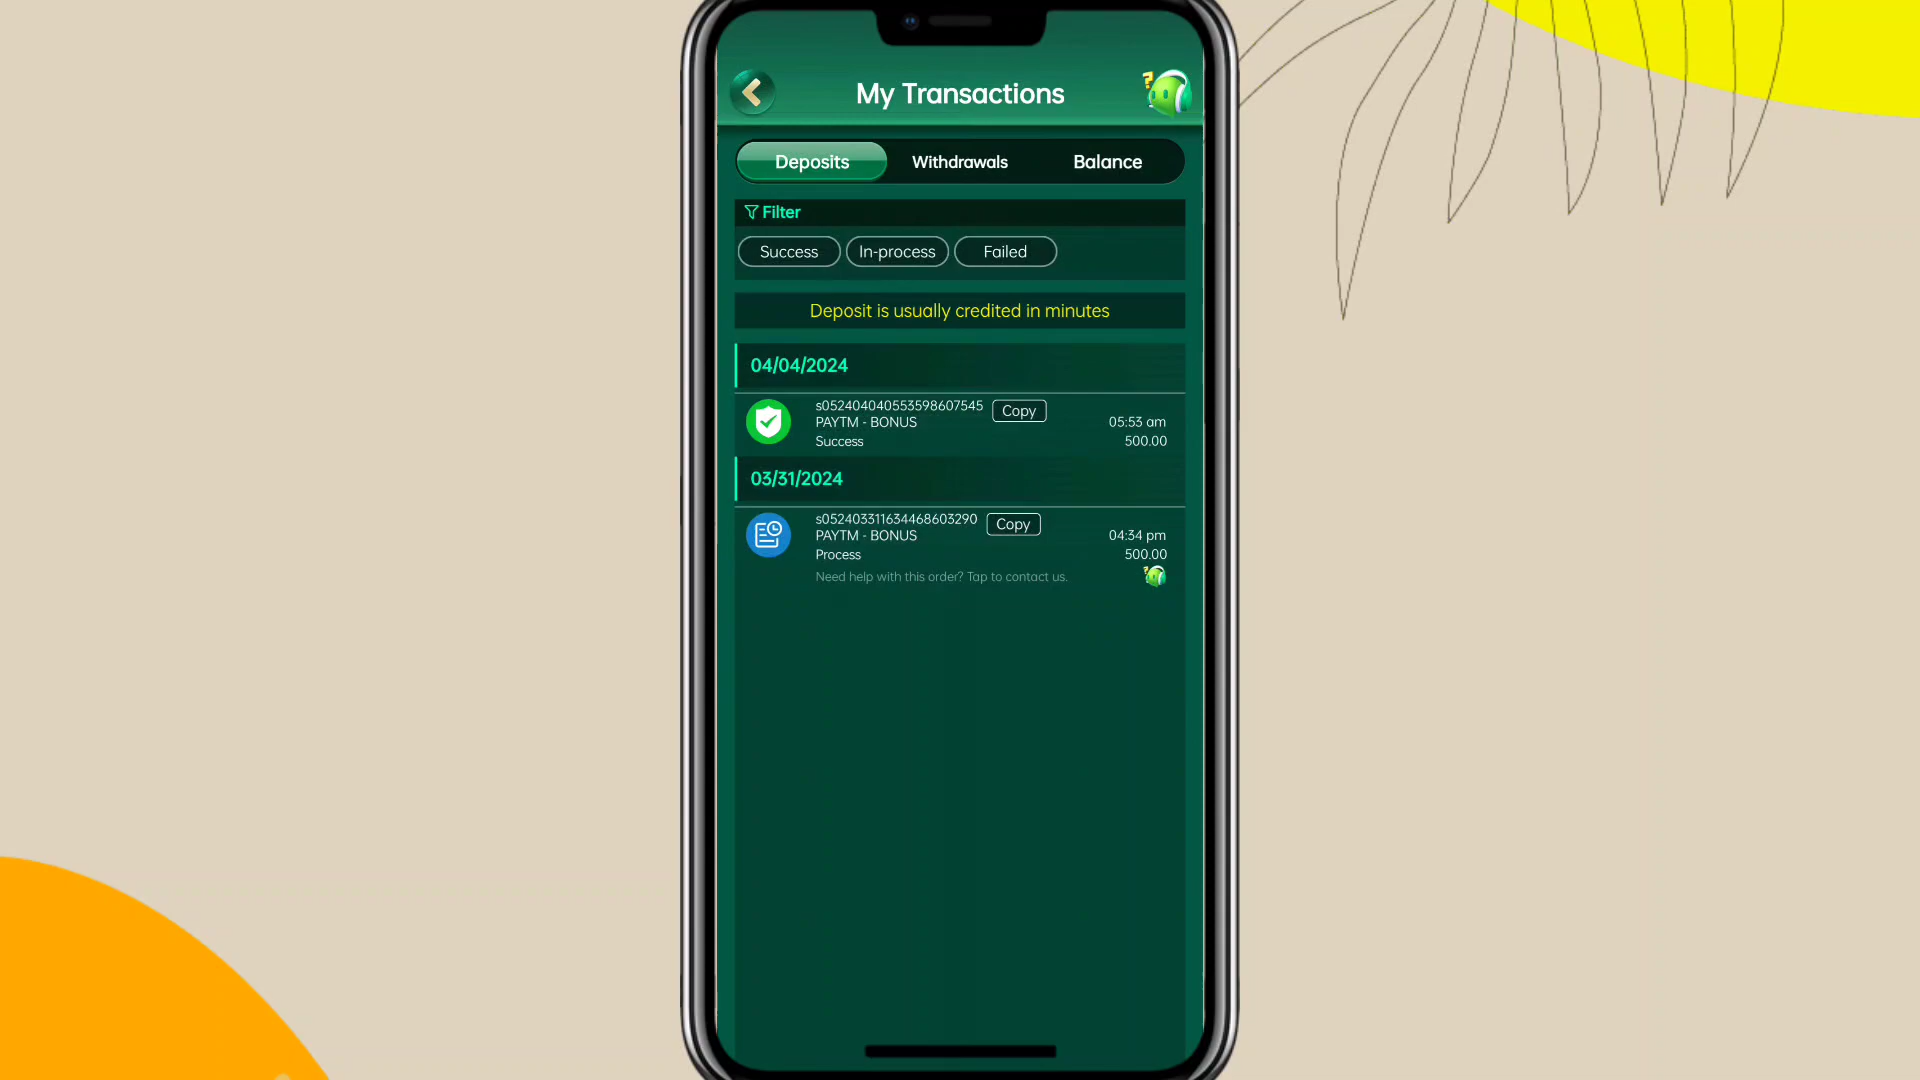 My Transactions
Deposits Withdrawals Balance
Filter
Success In-process Failed
Deposit is usually credited in minutes
04/04/2024
s052404040553598607545 Copy
PAYTM - BONUS 05:53 am
Success 500.00
03/31/2024
s052403311634468603290 Copy
PAYTM - BONUS 04:34 pm
Process 500.00
Need help with this order? Tap to contact us.